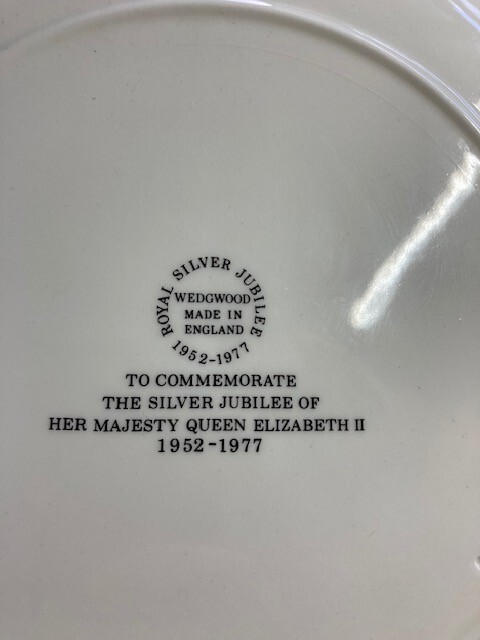 ROYAL SILVER JUBILEE
WEDGWOOD
MADE IN
ENGLAND
1952-1977
TO COMMEMORATE
THE SILVER JUBILEE OF
HER MAJESTY QUEEN ELIZABETH II
1952-1977